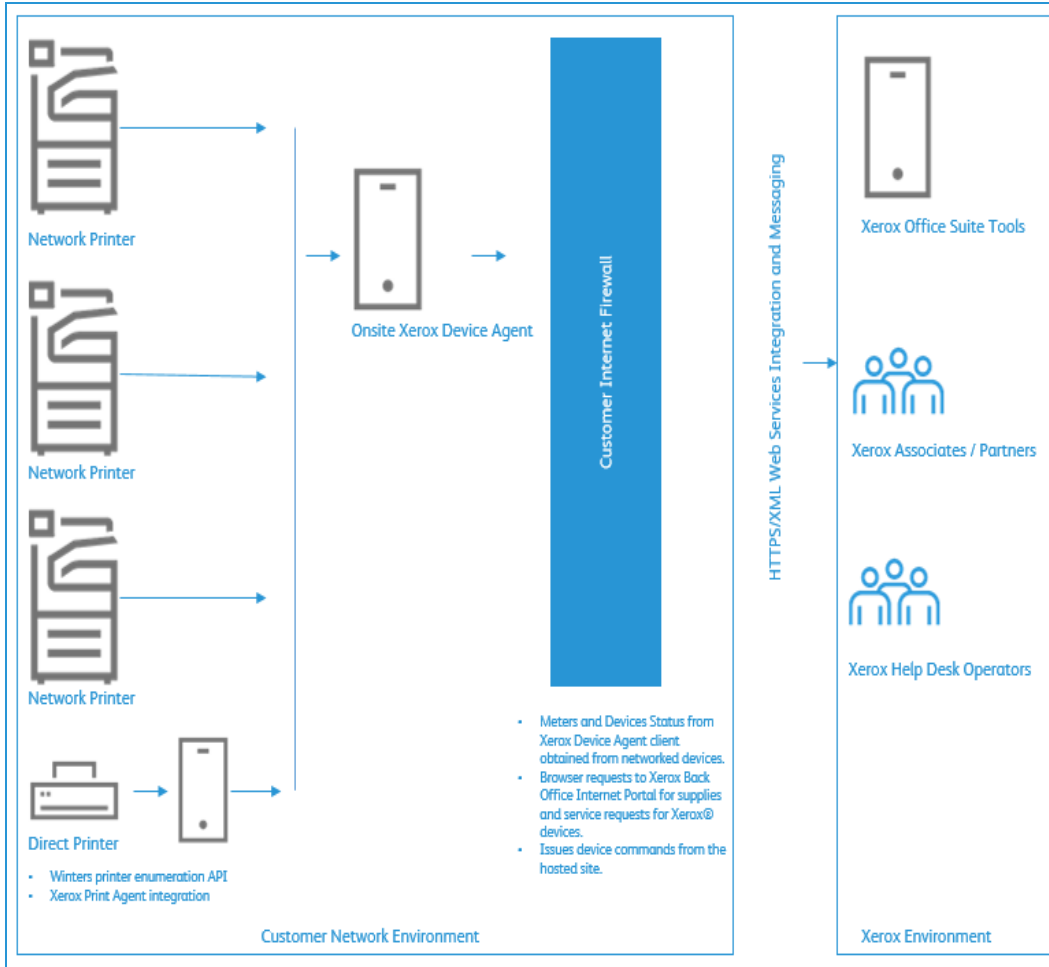 Network Printer
Network Printer
Network Printer
Direct Printer
• Winters printer enumeration API
• Xerox Print Agent integration
Onsite Xerox Device Agent
Customer Internet Firewall
• Meters and Devices Status from
Xerox Device Agent client
obtained from networked devices.
• Browser requests to Xerox Back
Office Internet Portal for supplies
and service requests for Xerox®
devices.
• Issues device commands from the
hosted site.
Customer Network Environment
HTTPS/XML Web Services Integration and Messaging
Xerox Office Suite Tools
Xerox Associates / Partners
Xerox Help Desk Operators
Xerox Environment